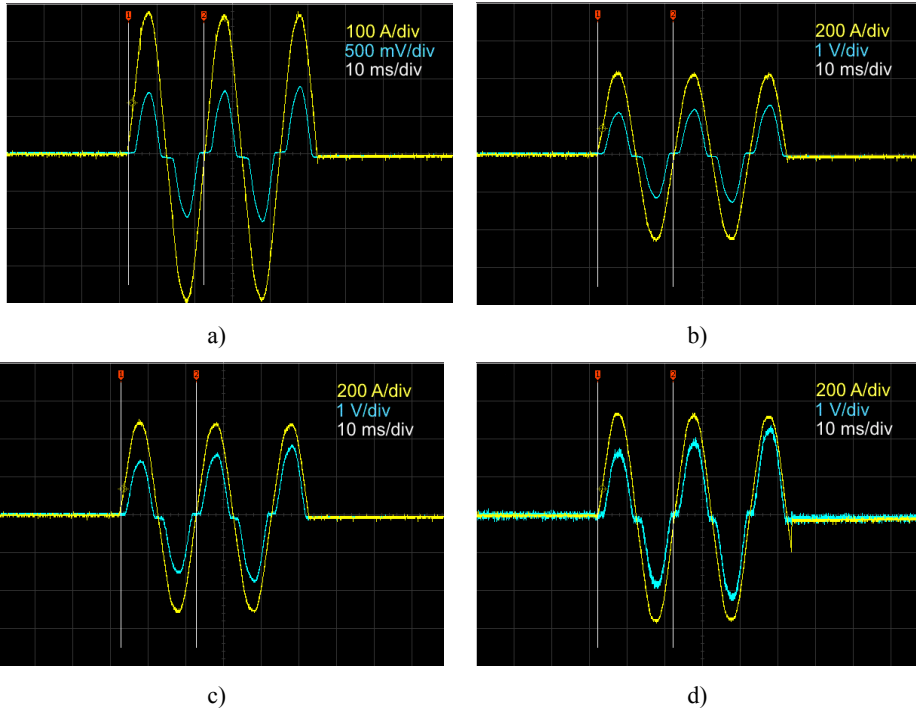 1 2
100 A/div
500 mV/div
10 ms/div
a)
1 2
200 A/div
1 V/div
10 ms/div
b)
1 2
200 A/div
1 V/div
10 ms/div
c)
1 2
200 A/div
1 V/div
10 ms/div
d)